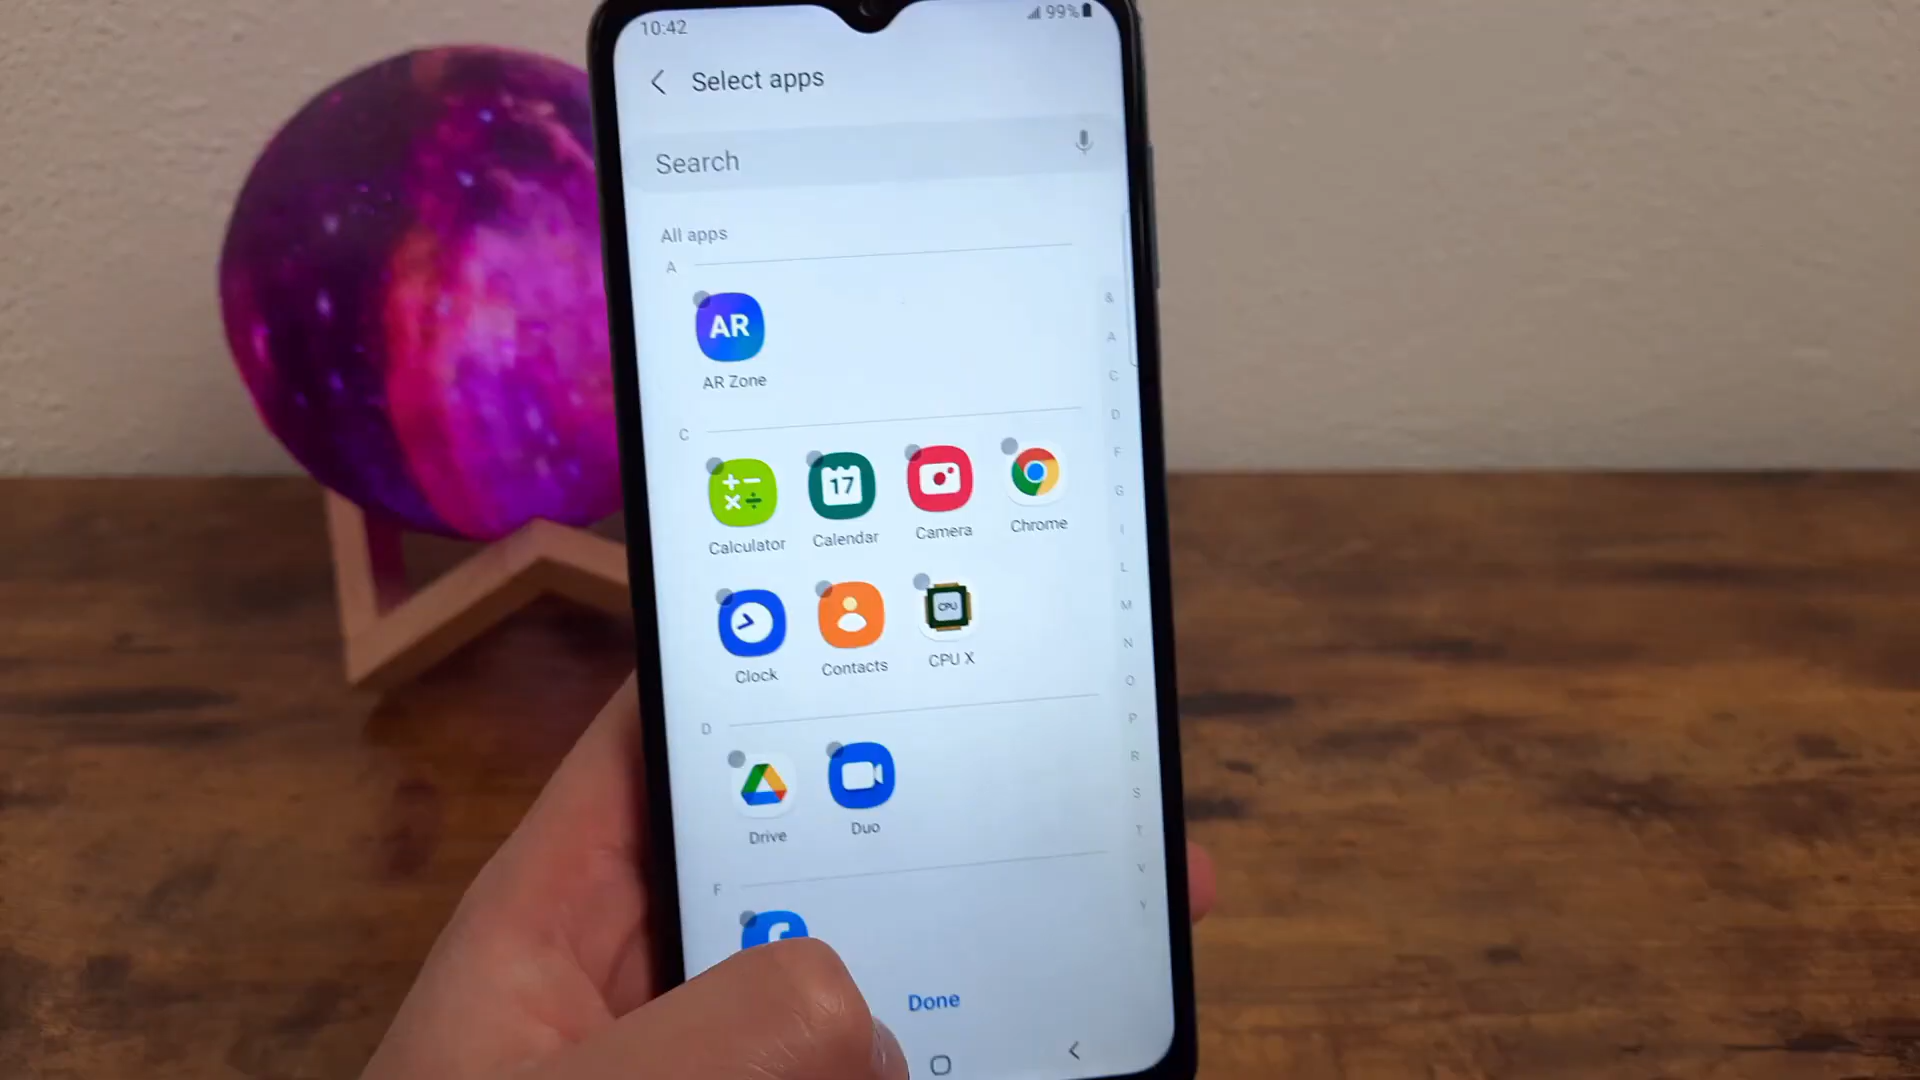 10:42 99%
Select apps
Search
All apps
A
AR
AR Zone
C
17
Calculator Calendar Camera Chrome
CPU
Clock Contacts CPU X
D
Drive Duo
F
f
Done
&
A
C
D
F
G
I
L
M
N
O
P
R
S
T
V
Y